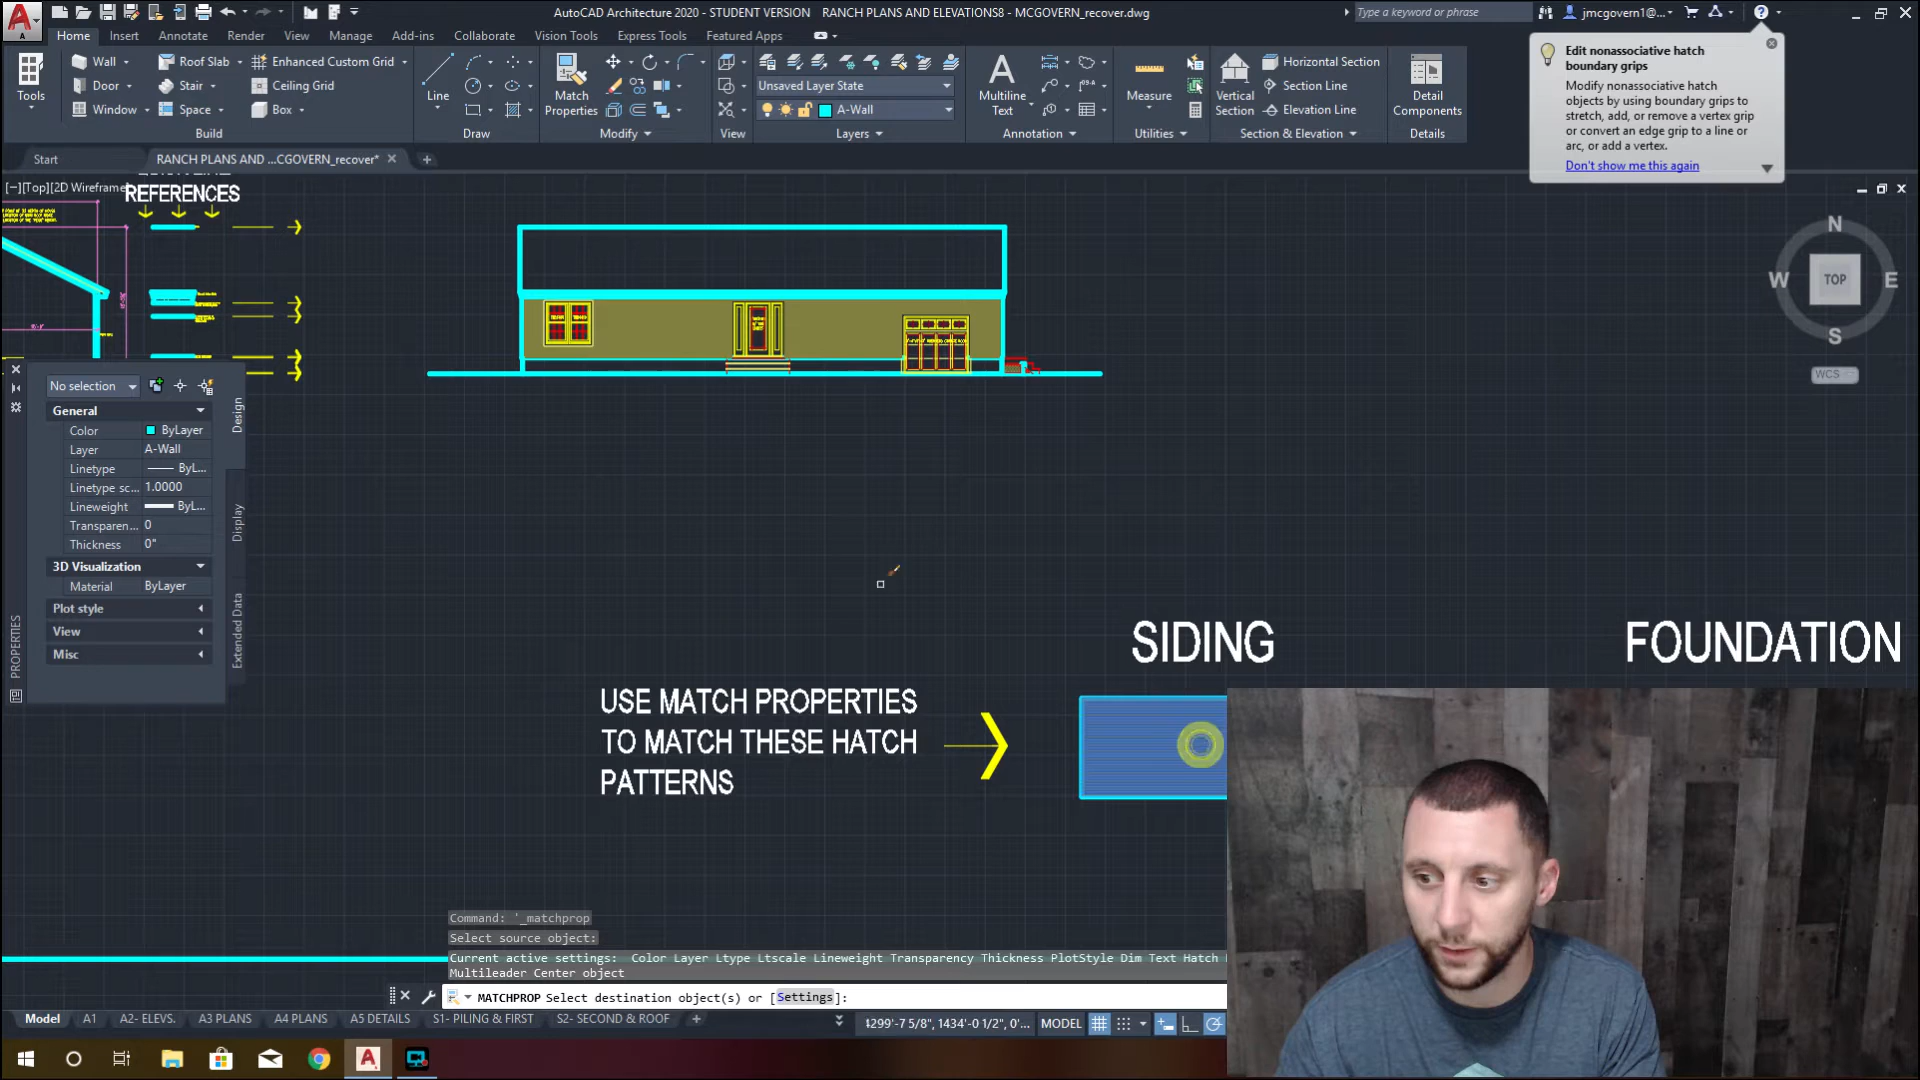 AutoCAD Architecture 2020 - STUDENT VERSION RANCH PLANS AND ELEVATIONS8 - MCGOVERN_recover.dwg
Type a keyword or phrase
jmcgovern1@...
Home Insert Annotate Render View Manage Add-ins Collaborate Vision Tools Express Tools Featured Apps
Tools
Wall
Door
Window
Roof Slab
Stair
Space
Enhanced Custom Grid
Ceiling Grid
Box
Build
Line
Draw
Match
Properties
Modify
View
Unsaved Layer State
A-Wall
Layers
Multiline
Text
Annotation
Measure
Utilities
Vertical
Section
Horizontal Section
Section Line
Elevation Line
Section & Elevation
Detail
Components
Details
Edit nonassociative hatch
boundary grips
Modify nonassociative hatch
objects by using boundary grips to
stretch, add, or remove a vertex grip
or convert an edge grip to a line or
arc, or add a vertex.
Don't show me this again
Start
RANCH PLANS AND ...CGOVERN_recover*
[−][Top][2D Wireframe
REFERENCES
N
W TOP E
S
WCS
No selection
General
Color ByLayer
Layer A-Wall
Linetype ByL...
Linetype sc... 1.0000
Lineweight ByL...
Transparen... 0
Thickness 0"
3D Visualization
Material ByLayer
Plot style
View
Misc
Design
Display
Extended Data
PROPERTIES
SIDING
FOUNDATION
USE MATCH PROPERTIES
TO MATCH THESE HATCH
PATTERNS
Command: '_matchprop
Select source object:
Current active settings: Color Layer Ltype Ltscale Lineweight Transparency Thickness PlotStyle Dim Text Hatch
Multileader Center object
MATCHPROP Select destination object(s) or [Settings]:
Model A1 A2- ELEVS. A3 PLANS A4 PLANS A5 DETAILS S1- PILING & FIRST S2- SECOND & ROOF
4299'-7 5/8", 1434'-0 1/2", 0'... MODEL